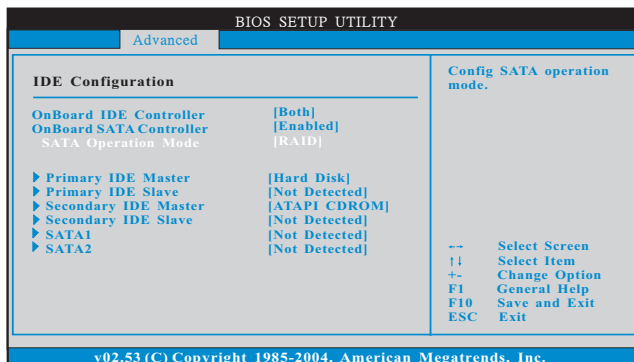 BIOS SETUP UTILITY
Advanced
IDE Configuration
OnBoard IDE Controller [Both]
OnBoard SATA Controller [Enabled]
SATA Operation Mode [RAID]
Primary IDE Master [Hard Disk]
Primary IDE Slave [Not Detected]
Secondary IDE Master [ATAPI CDROM]
Secondary IDE Slave [Not Detected]
SATA1 [Not Detected]
SATA2 [Not Detected]
Config SATA operation
mode.
←→ Select Screen
↑↓ Select Item
+- Change Option
F1 General Help
F10 Save and Exit
ESC Exit
v02.53 (C) Copyright 1985-2004, American Megatrends, Inc.